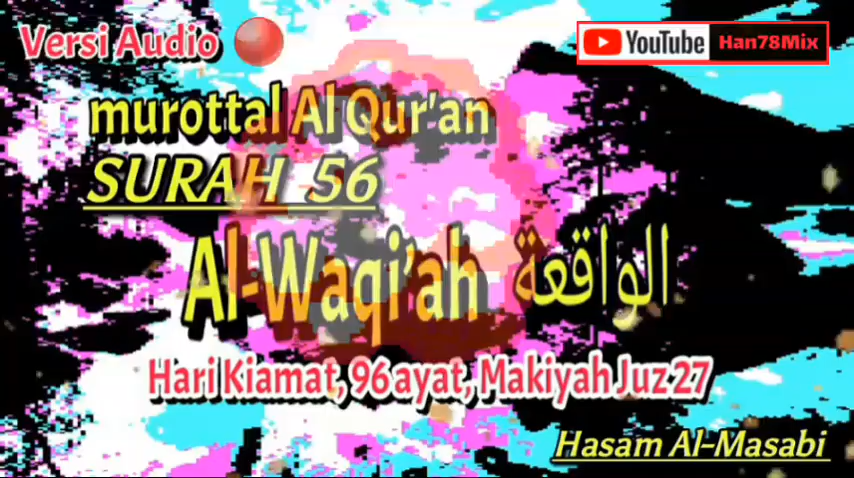 Versi Audio
YouTube Han78Mix
murottal Al Qur'an
SURAH 56
Al-Waqi'ah الواقعة
Hari Kiamat, 96 ayat, Makiyah Juz 27
Hasam Al-Masabi